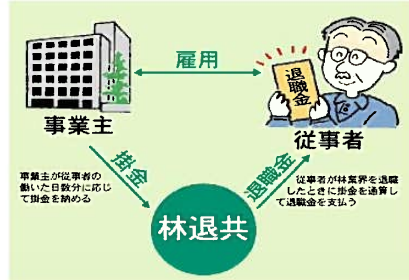 雇用
退職金
事業主
従事者
掛金
退職金
事業主が従事者の
働いた日数分に応じ
て掛金を納める
従事者が林業界を退職
したときに掛金を通算し
て退職金を支払う
林退共